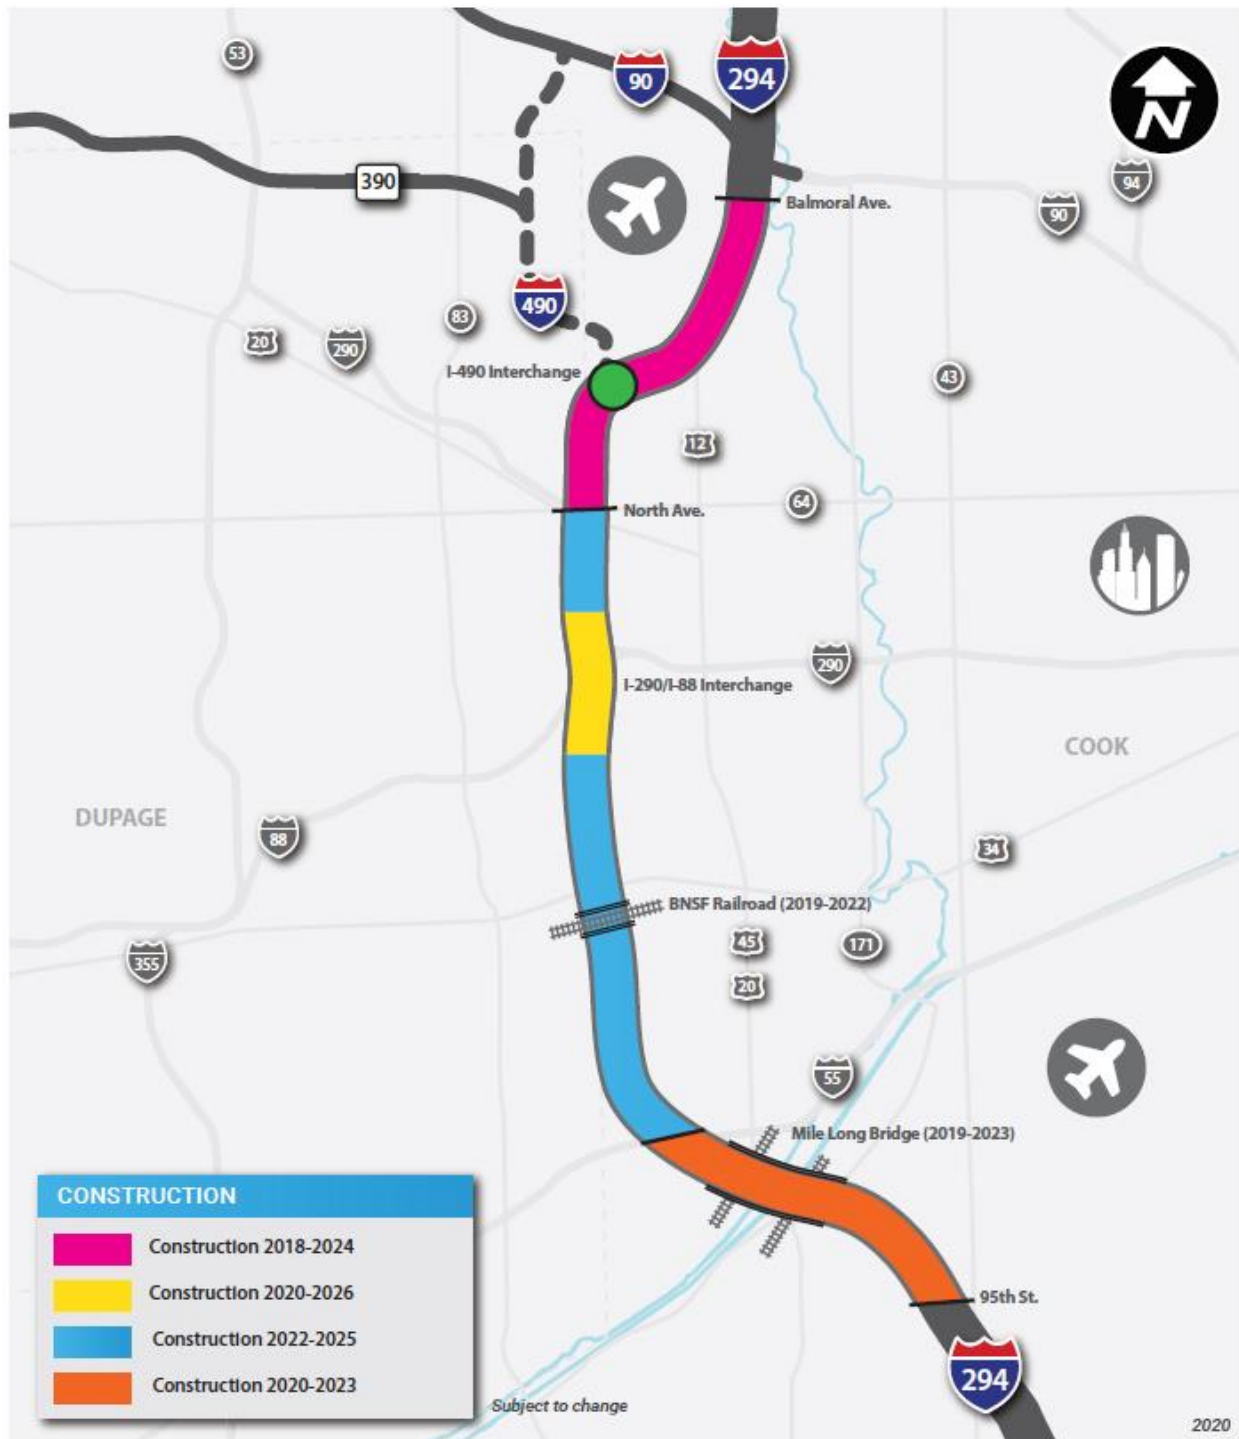 53
90
294
N
390
94
90
Balmoral Ave.
490
83
20
290
I-490 Interchange
43
12
64
North Ave.
290
I-290/I-88 Interchange
COOK
DUPAGE
88
34
BNSF Railroad (2019-2022)
45
171
355
20
55
Mile Long Bridge (2019-2023)
CONSTRUCTION
Construction 2018-2024
Construction 2020-2026
Construction 2022-2025
Construction 2020-2023
95th St.
294
Subject to change
2020